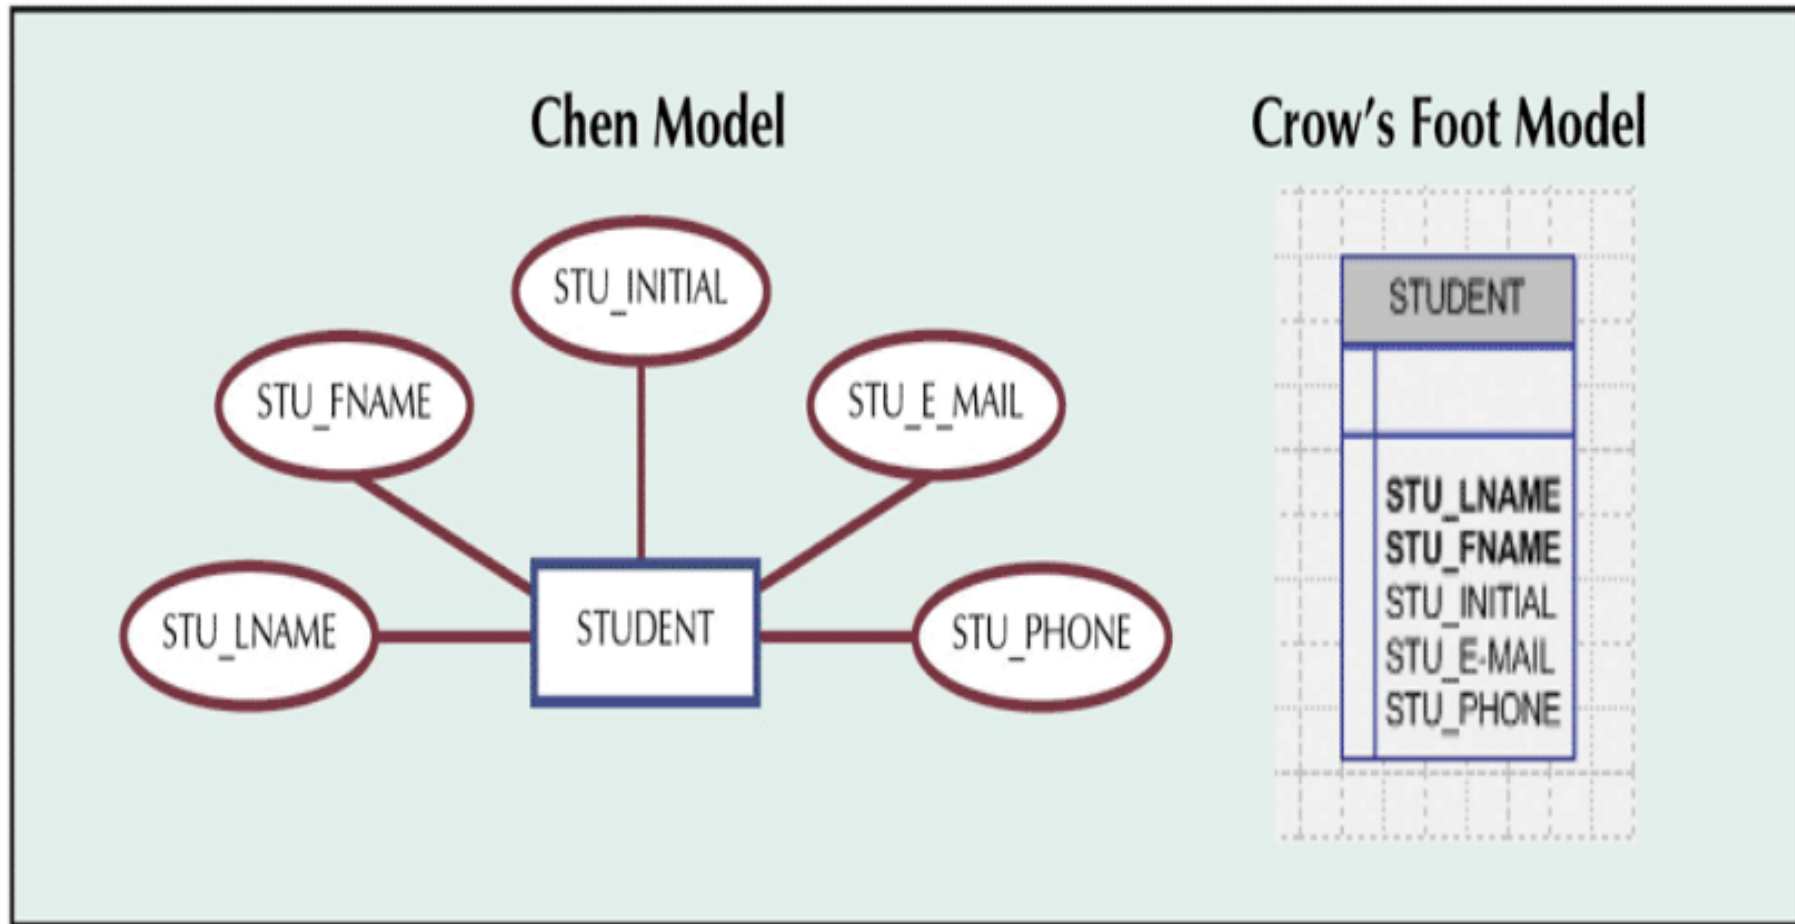 Chen Model
STU_INITIAL
STU_FNAME
STU_E_MAIL
STU_LNAME
STUDENT
STU_PHONE
Crow's Foot Model
STUDENT
STU_LNAME
STU_FNAME
STU_INITIAL
STU_E-MAIL
STU_PHONE